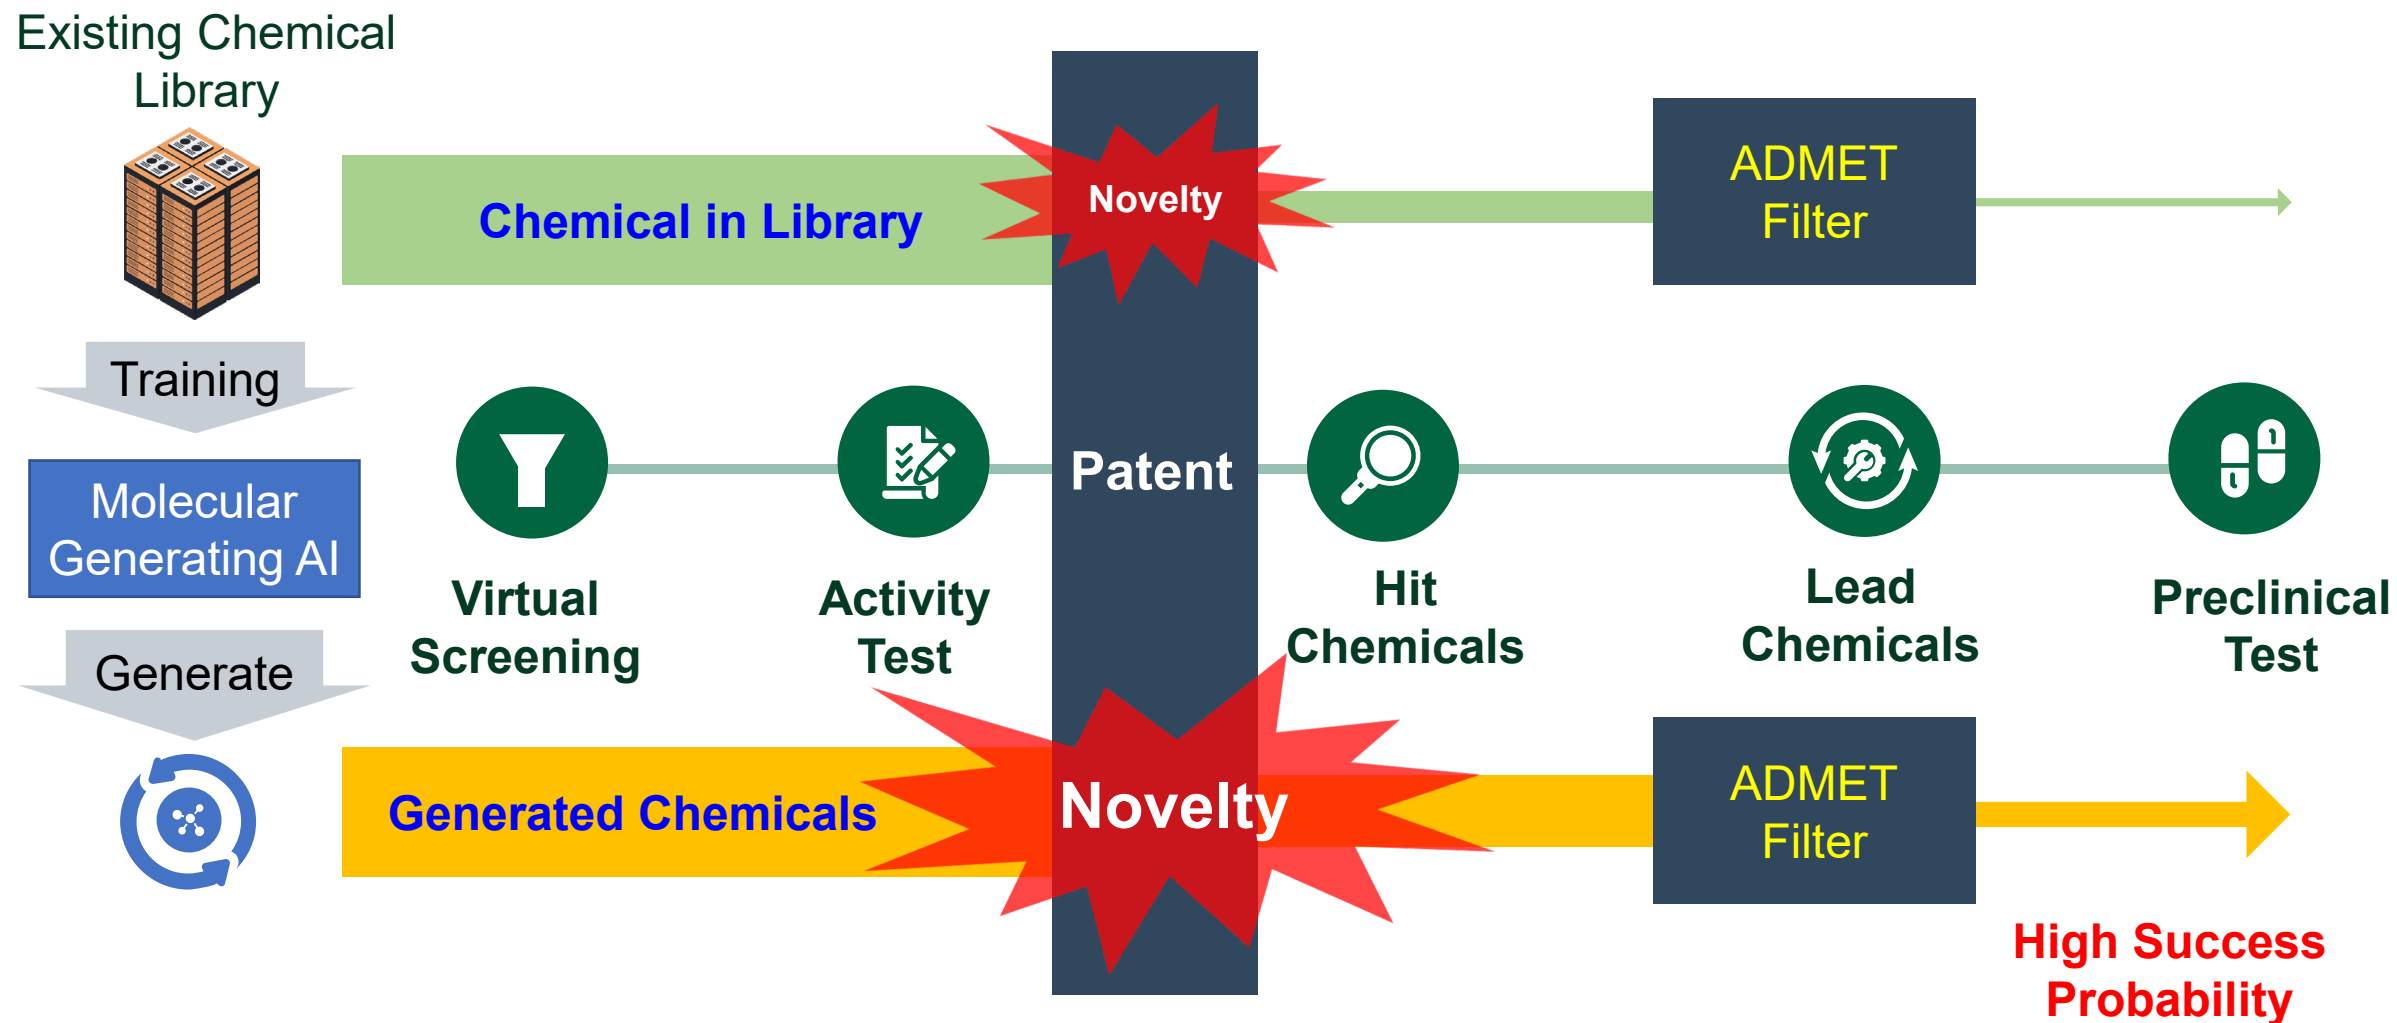 Existing Chemical
Library
Chemical in Library
Novelty
ADMET
Filter
Training
Molecular
Generating AI
Generate
Patent
Virtual
Screening
Activity
Test
Hit
Chemicals
Lead
Chemicals
Preclinical
Test
Generated Chemicals
Novelty
ADMET
Filter
High Success
Probability